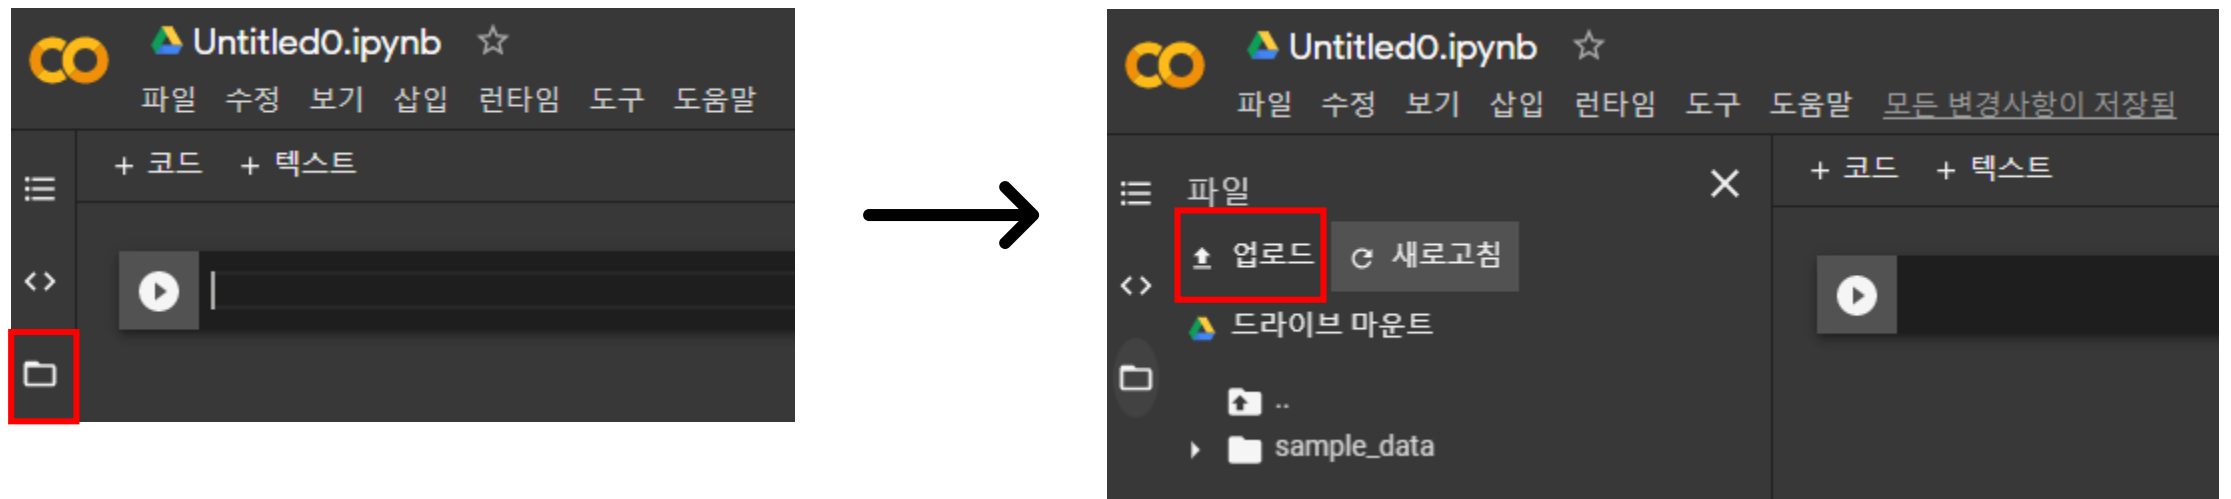 Untitled0.ipynb
파일 수정 보기 삽입 런타임 도구 도움말
+ 코드 + 텍스트
Untitled0.ipynb
파일 수정 보기 삽입 런타임 도구 도움말 모든 변경사항이 저장됨
파일
+ 코드 + 텍스트
업로드 새로고침
드라이브 마운트
..
sample_data